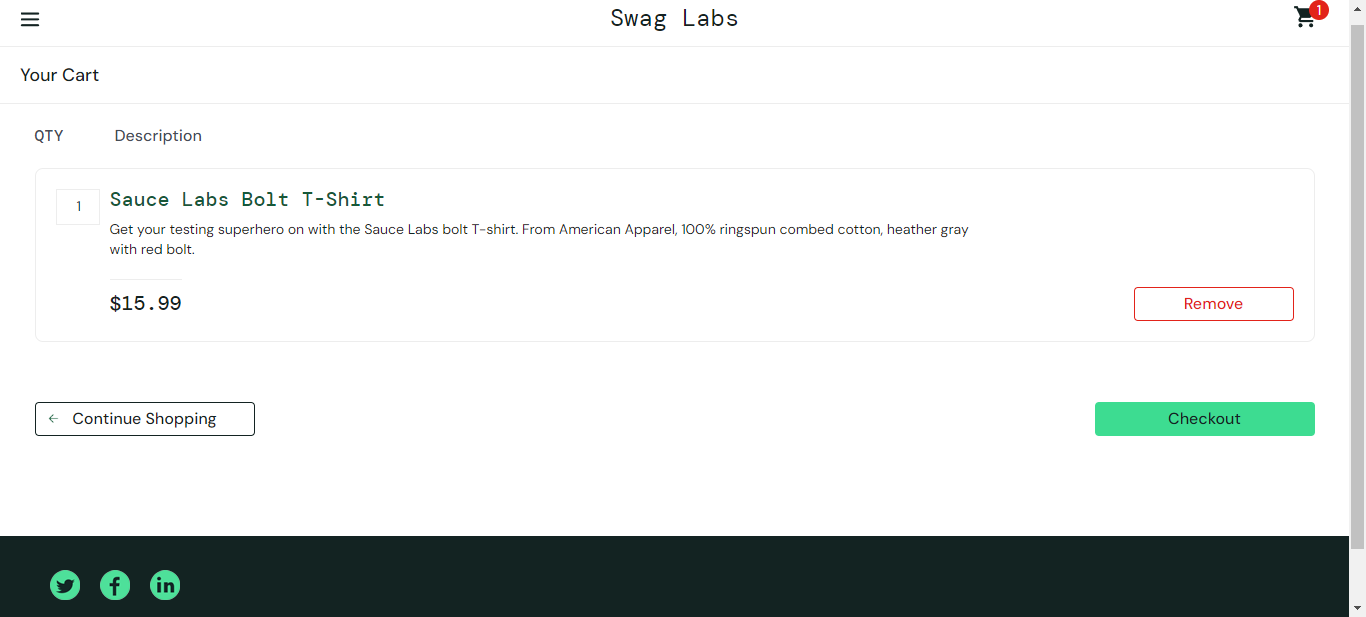 Swag Labs
1
Your Cart
QTY
Description
1
Sauce Labs Bolt T-Shirt
Get your testing superhero on with the Sauce Labs bolt T-shirt. From American Apparel, 100% ringspun combed cotton, heather gray
with red bolt.
$15.99
Remove
Continue Shopping
Checkout